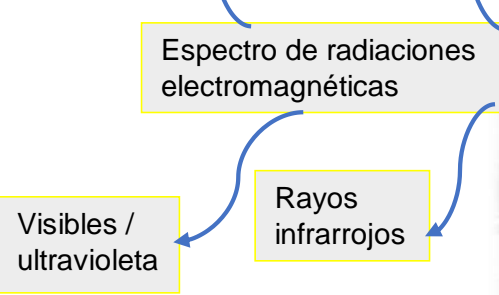 Espectro de radiaciones
electromagnéticas
Rayos
infrarrojos
Visibles /
ultravioleta